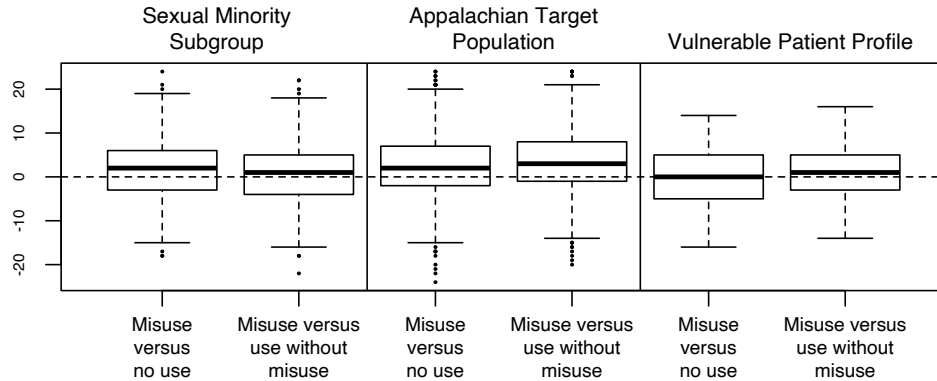 Sexual Minority
Subgroup
Appalachian Target
Population
Vulnerable Patient Profile
20
10
0
-10
-20
Misuse
versus
no use
Misuse versus
use without
misuse
Misuse
versus
no use
Misuse versus
use without
misuse
Misuse
versus
no use
Misuse versus
use without
misuse